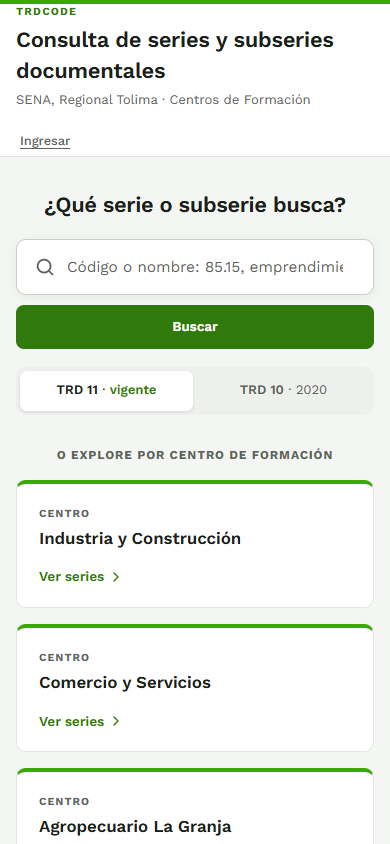 TRDCODE
Consulta de series y subseries
documentales
SENA, Regional Tolima · Centros de Formación
Ingresar
¿Qué serie o subserie busca?
Código o nombre: 85.15, emprendimie
Buscar
TRD 11 · vigente
TRD 10 · 2020
O EXPLORE POR CENTRO DE FORMACIÓN
CENTRO
Industria y Construcción
Ver series
CENTRO
Comercio y Servicios
Ver series
CENTRO
Agropecuario La Granja